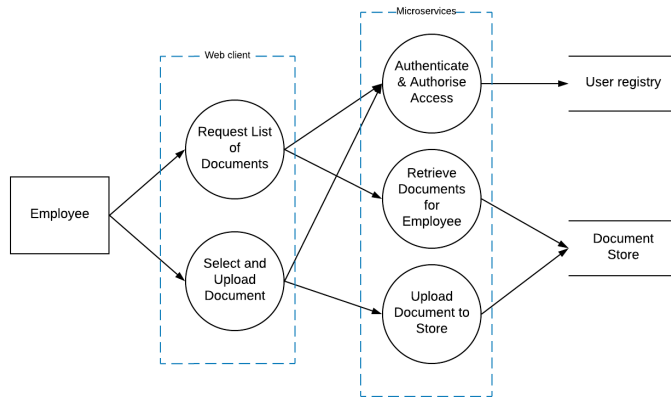 Microservices
Web client
Authenticate
& Authorise
Access
User registry
Request List
of
Documents
Retrieve
Documents
for
Employee
Employee
Document
Store
Select and
Upload
Document
Upload
Document to
Store